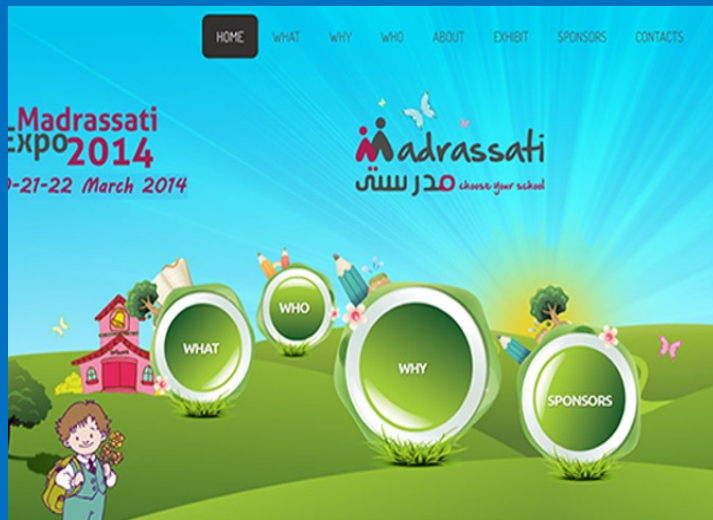 HOME WHAT WHY WHO ABOUT EXHIBIT SPONSORS CONTACTS
Madrassati
Expo 2014
-21-22 March 2014
Madrassati
مدرستي choose your school
WHO
WHAT
WHY
SPONSORS